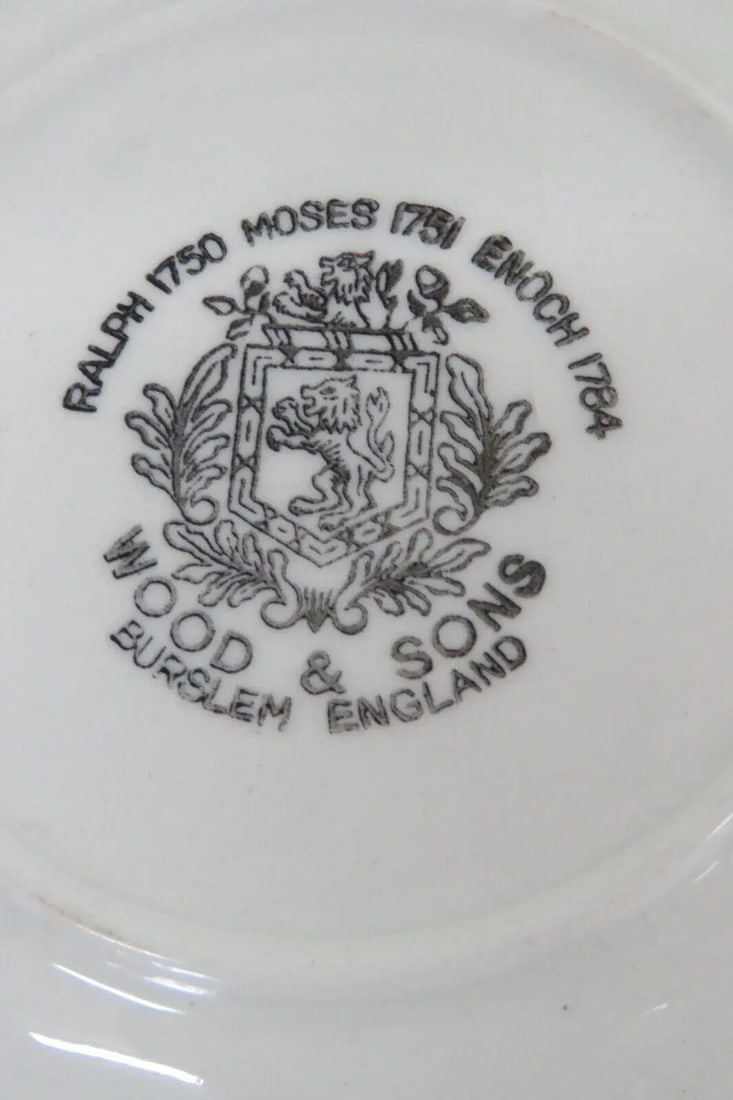 RALPH 1750 MOSES 1751 ENOCH 1784
WOOD & SONS
BURSLEM ENGLAND